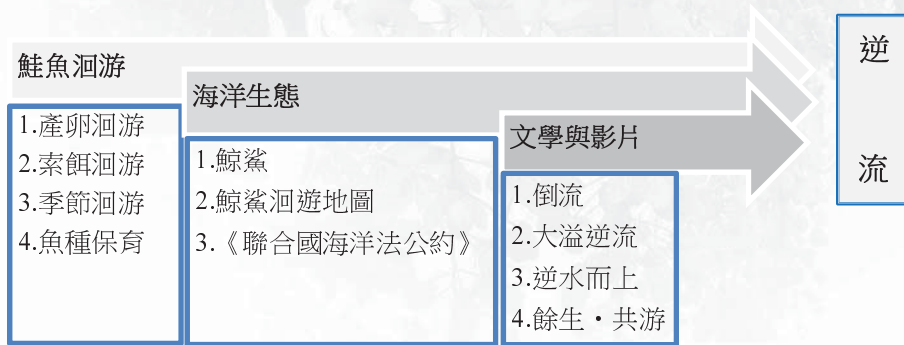 鮭魚洄游
1.產卵洄游
2.索餌洄游
3.季節洄游
4.魚種保育
海洋生態
1.鯨鯊
2.鯨鯊洄遊地圖
3.《聯合國海洋法公約》
文學與影片
1.倒流
2.大溢逆流
3.逆水而上
4.餘生・共游
逆
流